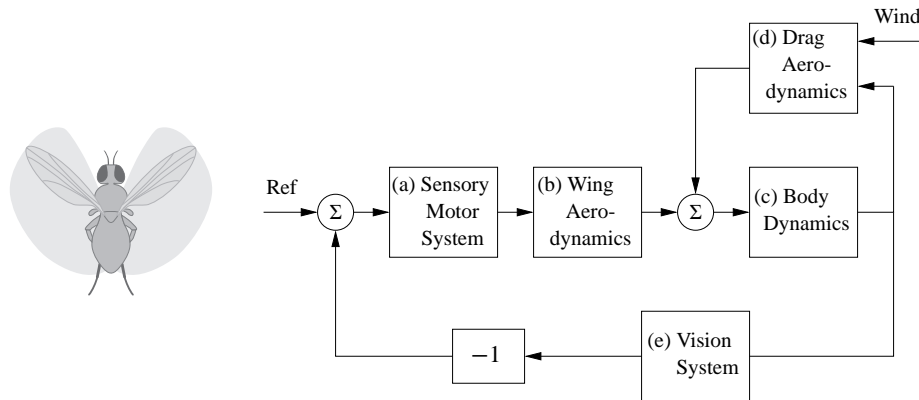 Wind
(d) Drag
Aero-
dynamics
Ref
Σ
(a) Sensory
Motor
System
(b) Wing
Aero-
dynamics
Σ
(c) Body
Dynamics
−1
(e) Vision
System